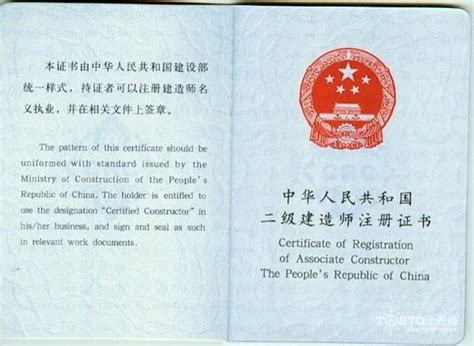 本证书由中华人民共和国建设部
统一样式，持证者可以注册建造师名
义执业，并在相关文件上签章。
The pattern of this certificate should be
uniformed with standard issued by the
Ministry of Construction of the People's
Republic of China. The holder is entifled to
use the designation "Certified Constructor" in
his/her business, and sign and seal as such
in relevant work documents.
中华人民共和国
二级建造师注册证书
Certificate of Registration
of Associate Constructor
The People's Republic of China